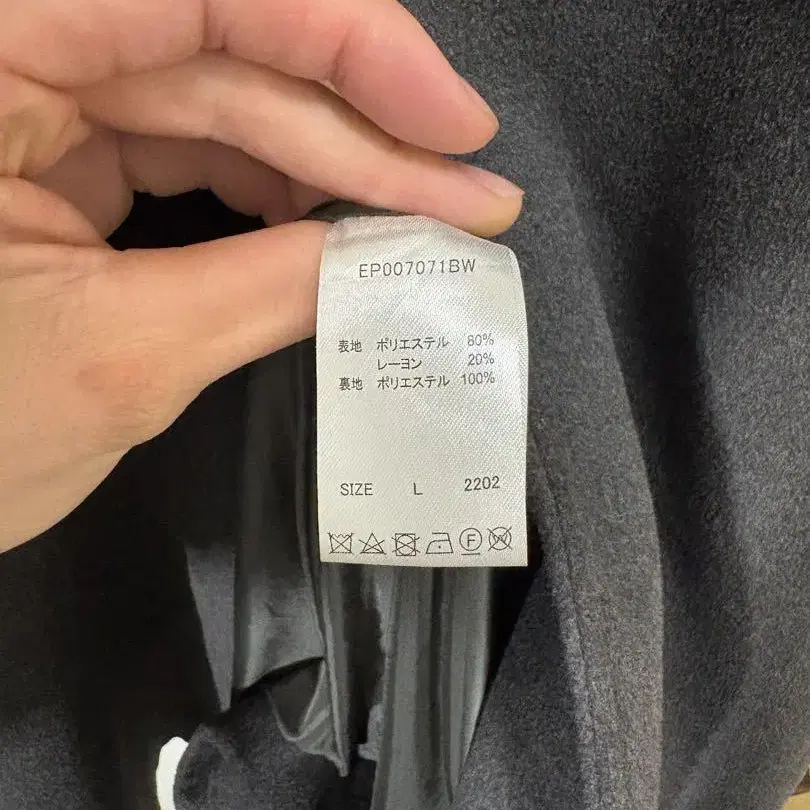 EP007071BW
表地 ポリエステル 80%
レーヨン 20%
裏地 ポリエステル 100%
SIZE L 2202
F W